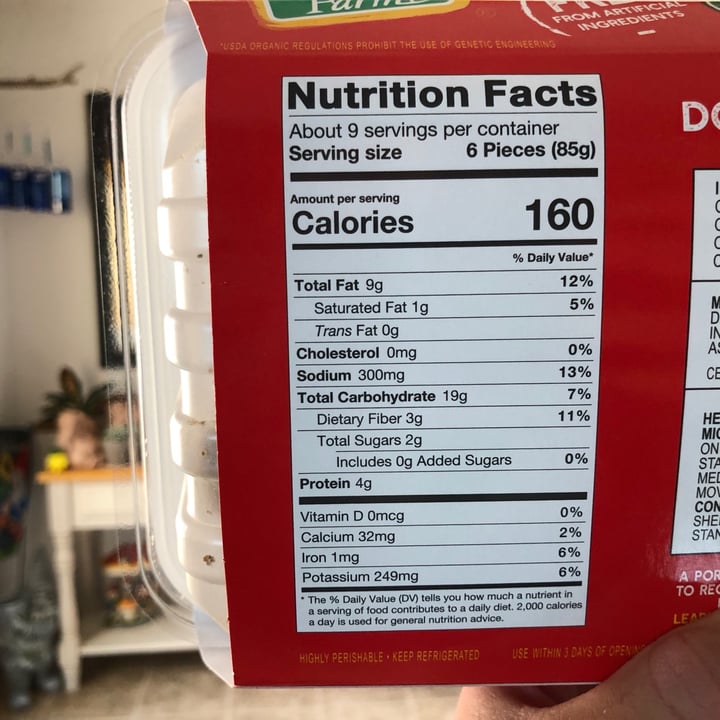 Farms
FROM ARTIFICIAL
INGREDIENTS
*USDA ORGANIC REGULATIONS PROHIBIT THE USE OF GENETIC ENGINEERING
Nutrition Facts
About 9 servings per container
Serving size 6 Pieces (85g)
Amount per serving
Calories 160
% Daily Value*
Total Fat 9g 12%
Saturated Fat 1g 5%
Trans Fat 0g
Cholesterol 0mg 0%
Sodium 300mg 13%
Total Carbohydrate 19g 7%
Dietary Fiber 3g 11%
Total Sugars 2g
Includes 0g Added Sugars 0%
Protein 4g
Vitamin D 0mcg 0%
Calcium 32mg 2%
Iron 1mg 6%
Potassium 249mg 6%
* The % Daily Value (DV) tells you how much a nutrient in
a serving of food contributes to a daily diet. 2,000 calories
a day is used for general nutrition advice.
HIGHLY PERISHABLE • KEEP REFRIGERATED
USE WITHIN 3 DAYS OF OPENING
A
TO